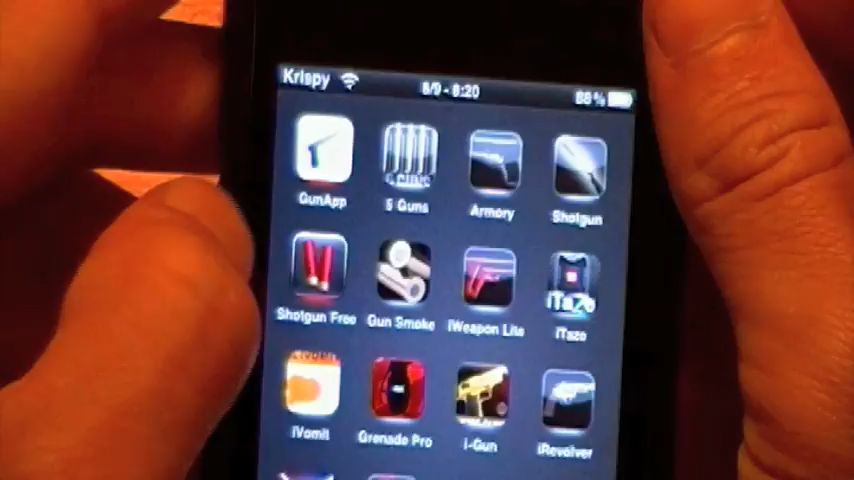 Krispy 8/9 - 8:20 88 %
GunApp 5 Guns Armory Shotgun
Shotgun Free Gun Smoke iWeapon Lite iTaze
iVomit Grenade Pro i-Gun iRevolver